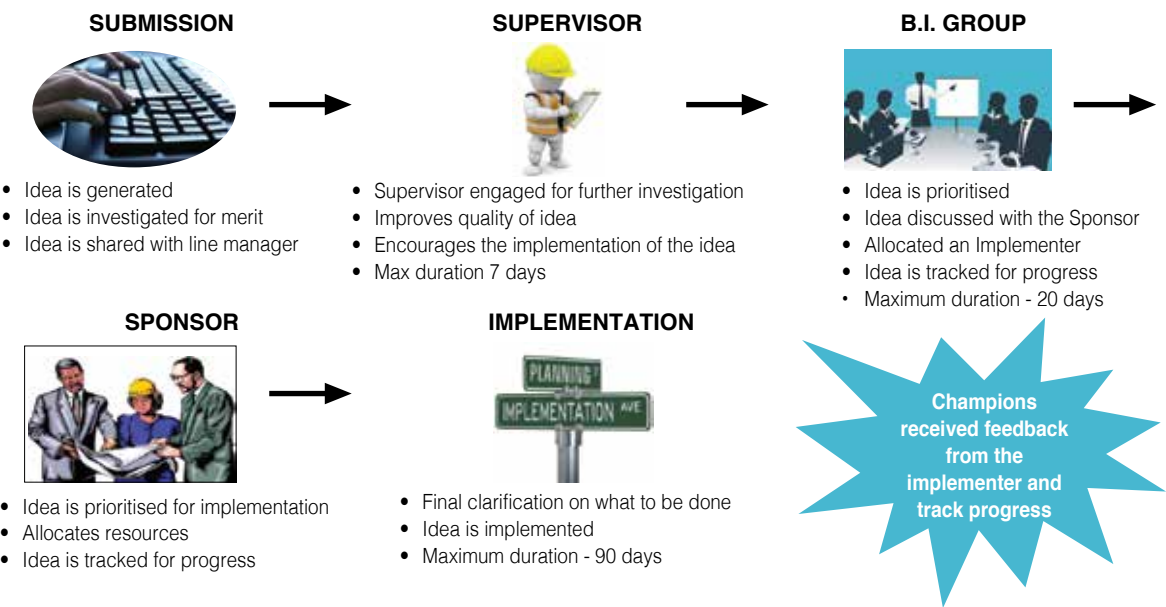 SUBMISSION
• Idea is generated
• Idea is investigated for merit
• Idea is shared with line manager
SUPERVISOR
• Supervisor engaged for further investigation
• Improves quality of idea
• Encourages the implementation of the idea
• Max duration 7 days
B.I. GROUP
• Idea is prioritised
• Idea discussed with the Sponsor
• Allocated an Implementer
• Idea is tracked for progress
• Maximum duration - 20 days
SPONSOR
• Idea is prioritised for implementation
• Allocates resources
• Idea is tracked for progress
IMPLEMENTATION
PLANNING
IMPLEMENTATION AVE
• Final clarification on what to be done
• Idea is implemented
• Maximum duration - 90 days
Champions
received feedback
from the
implementer and
track progress